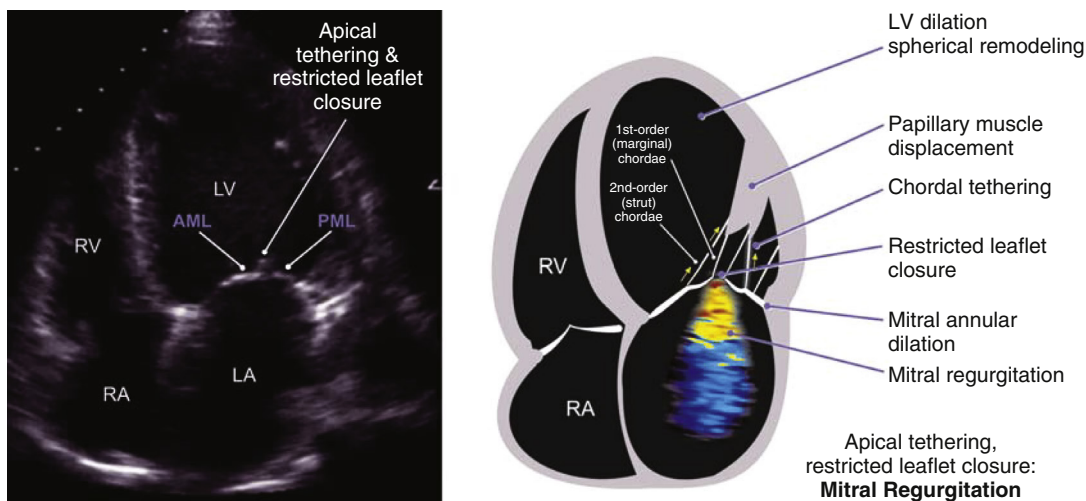 Apical
tethering &
restricted leaflet
closure
LV
AML
PML
RV
LA
RA
LV dilation
spherical remodeling
1st-order
(marginal)
chordae
2nd-order
(strut)
chordae
Papillary muscle
displacement
Chordal tethering
RV
Restricted leaflet
closure
Mitral annular
dilation
Mitral regurgitation
RA
Apical tethering,
restricted leaflet closure:
Mitral Regurgitation